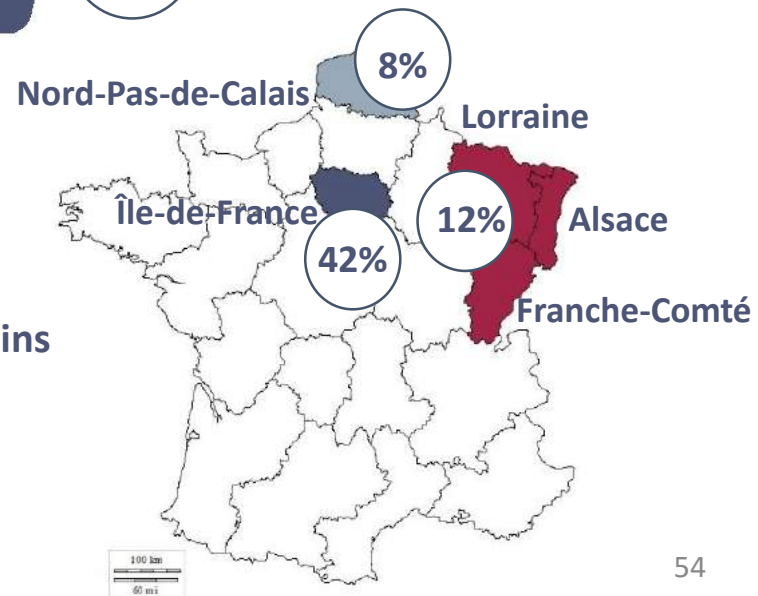 8%
Nord-Pas-de-Calais
Lorraine
Île-de-France
12%
Alsace
42%
Franche-Comté
ins
100 km
60 mi
54